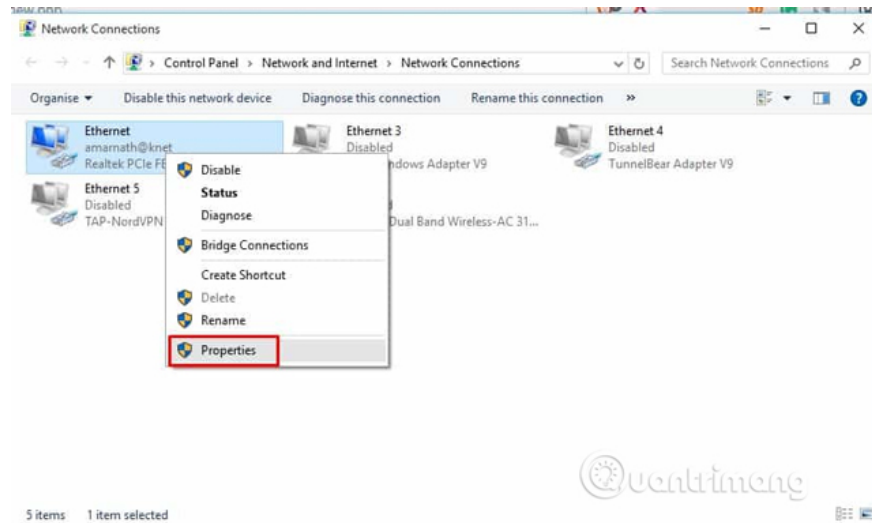 Network Connections
Control Panel > Network and Internet > Network Connections
Search Network Connections
Organise
Disable this network device
Diagnose this connection
Rename this connection
»
Ethernet
amarnath@knet
Realtek PCIe
Ethernet 3
Disabled
Adapter V9
Ethernet 4
Disabled
TunnelBear Adapter V9
Ethernet 5
Disabled
TAP-NordVPN
Dual Band Wireless-AC 31...
Disable
Status
Diagnose
Bridge Connections
Create Shortcut
Delete
Rename
Properties
Quantrimang
5 items
1 item selected